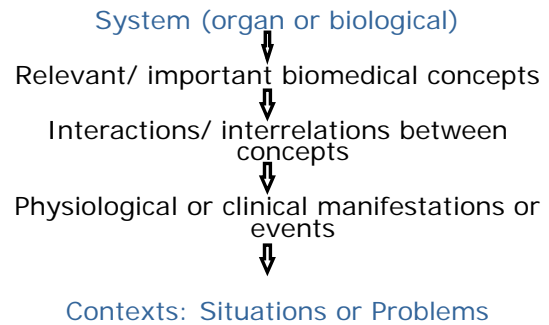 System (organ or biological)
Relevant/ important biomedical concepts
Interactions/ interrelations between
concepts
Physiological or clinical manifestations or
events
Contexts: Situations or Problems